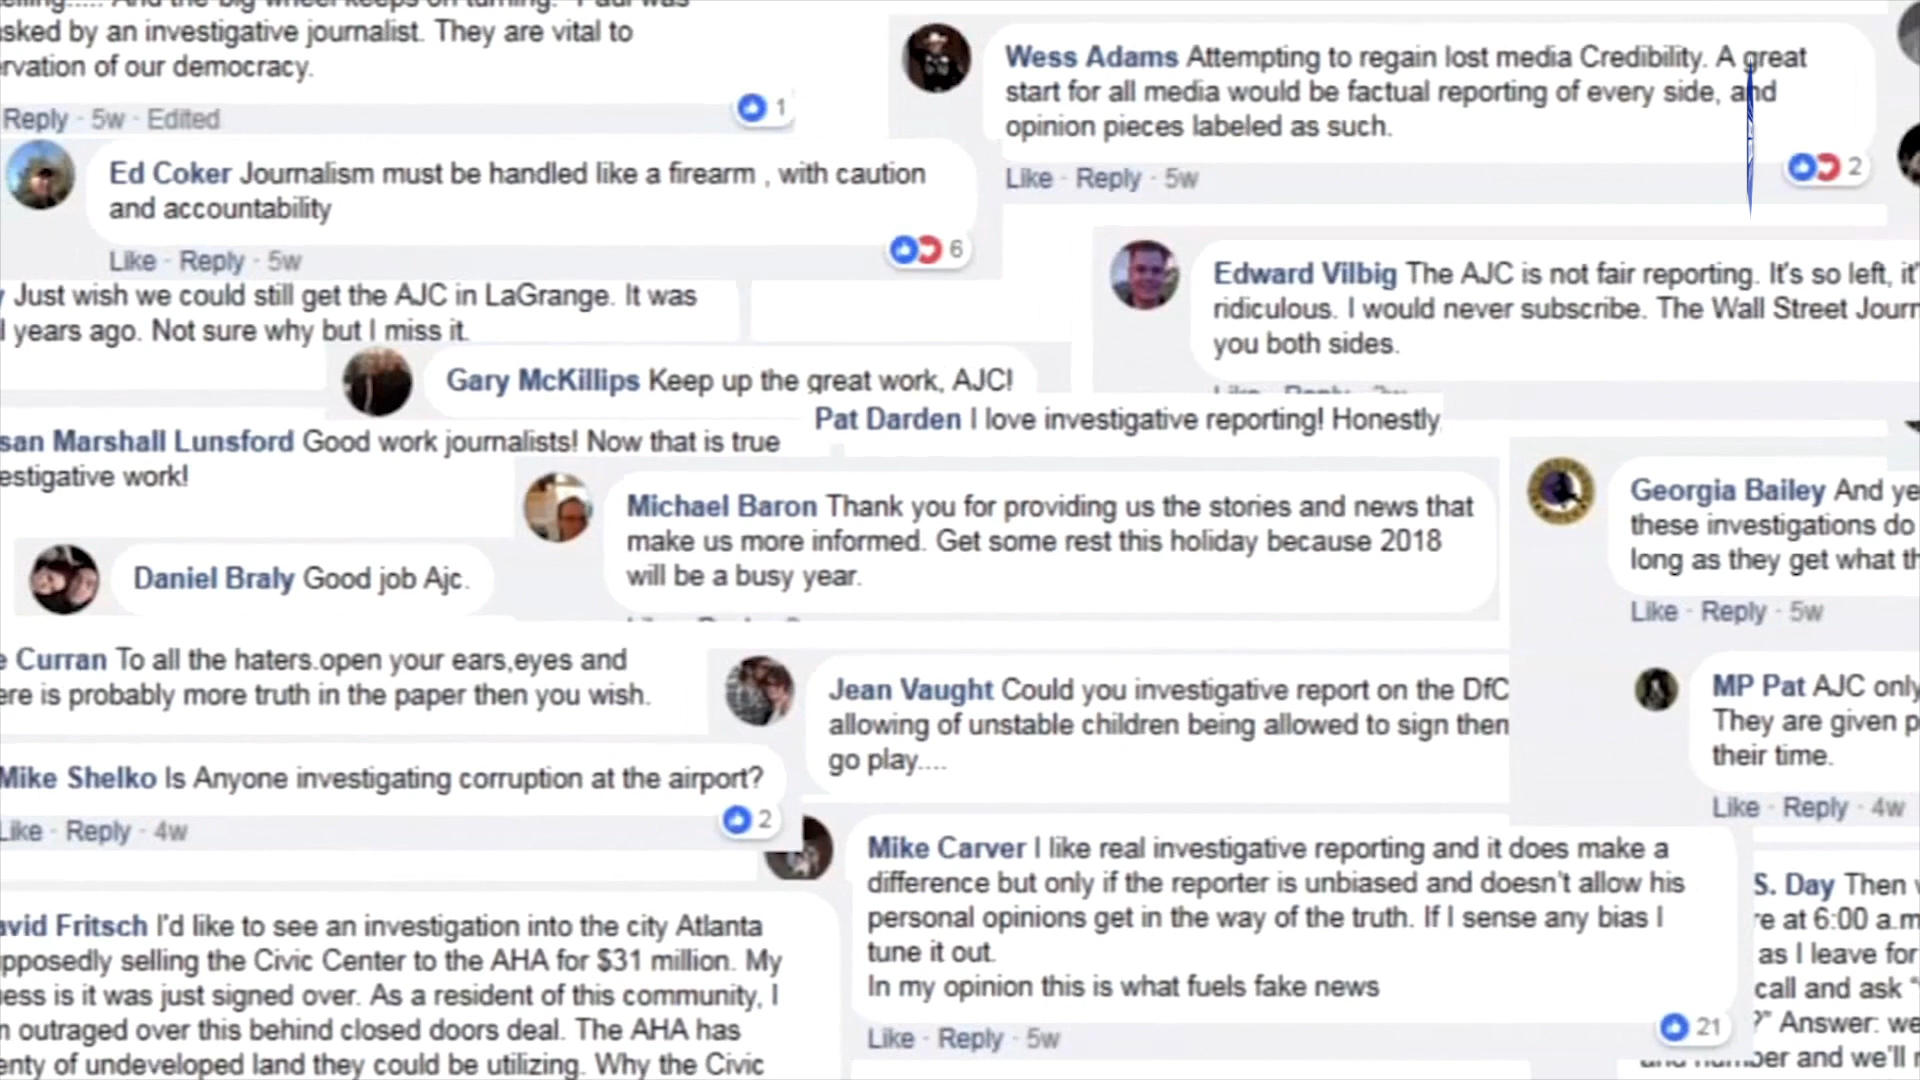 And the big wheel keeps on turning. Paul was
sked by an investigative journalist. They are vital to
rvation of our democracy.
Reply · 5w · Edited
1
Wess Adams Attempting to regain lost media Credibility. A great
start for all media would be factual reporting of every side, and
opinion pieces labeled as such.
Like · Reply · 5w
2
Ed Coker Journalism must be handled like a firearm , with caution
and accountability
6
Like · Reply · 5w
Just wish we could still get the AJC in LaGrange. It was
years ago. Not sure why but I miss it.
Edward Vilbig The AJC is not fair reporting. It's so left, it'
ridiculous. I would never subscribe. The Wall Street Journ
you both sides.
Gary McKillips Keep up the great work, AJC!
Pat Darden I love investigative reporting! Honestly
san Marshall Lunsford Good work journalists! Now that is true
estigative work!
Michael Baron Thank you for providing us the stories and news that
make us more informed. Get some rest this holiday because 2018
will be a busy year.
Georgia Bailey And ye
these investigations do
long as they get what th
Like · Reply · 5w
Daniel Braly Good job Ajc.
e Curran To all the haters.open your ears,eyes and
ere is probably more truth in the paper then you wish.
Jean Vaught Could you investigative report on the DfC
allowing of unstable children being allowed to sign then
go play....
MP Pat AJC only
They are given p
their time.
Like · Reply · 4w
Mike Shelko Is Anyone investigating corruption at the airport?
2
Like · Reply · 4w
Mike Carver I like real investigative reporting and it does make a
difference but only if the reporter is unbiased and doesn't allow his
personal opinions get in the way of the truth. If I sense any bias I
tune it out.
In my opinion this is what fuels fake news
21
Like · Reply · 5w
avid Fritsch I'd like to see an investigation into the city Atlanta
pposedly selling the Civic Center to the AHA for $31 million. My
ess is it was just signed over. As a resident of this community, I
n outraged over this behind closed doors deal. The AHA has
enty of undeveloped land they could be utilizing. Why the Civic
S. Day Then
re at 6:00 a.m
as I leave for
call and ask "
?" Answer: we
and number and we'll